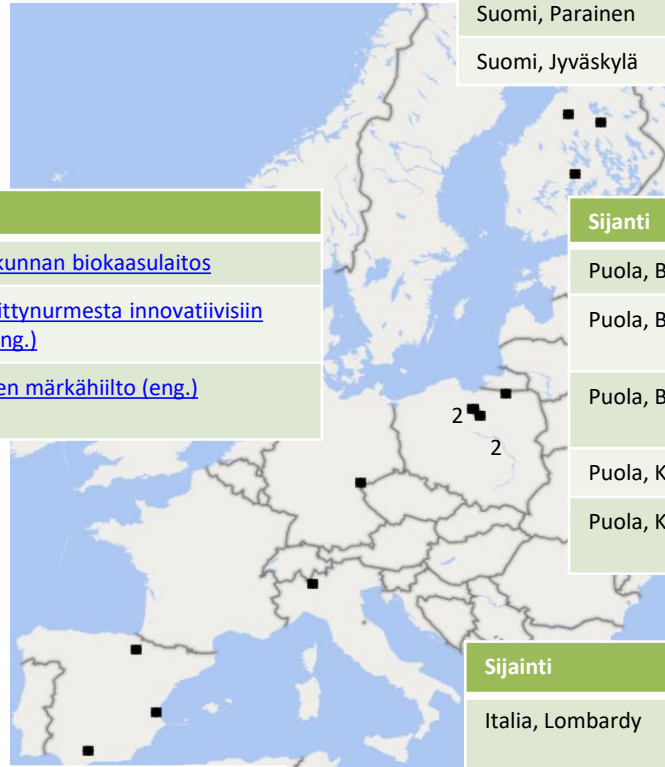 Suomi, Parainen
Suomi, Jyväskylä
kunnan biokaasulaitos
ittynurmesta innovatiivisiin
ng.)
en märkähiilto (eng.)
Sijanti
Puola, B
Puola, B
Puola, B
Puola, K
Puola, K
2
2
Sijainti
Italia, Lombardy